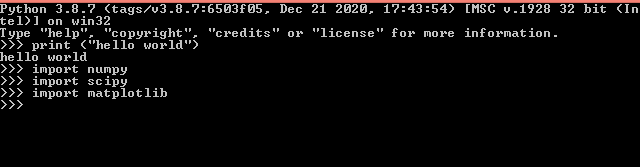 Python 3.8.7 (tags/v3.8.7:6503f05, Dec 21 2020, 17:43:54) [MSC v.1928 32 bit (In
tel)] on win32
Type "help", "copyright", "credits" or "license" for more information.
>>> print ("hello world")
hello world
>>> import numpy
>>> import scipy
>>> import matplotlib
>>>